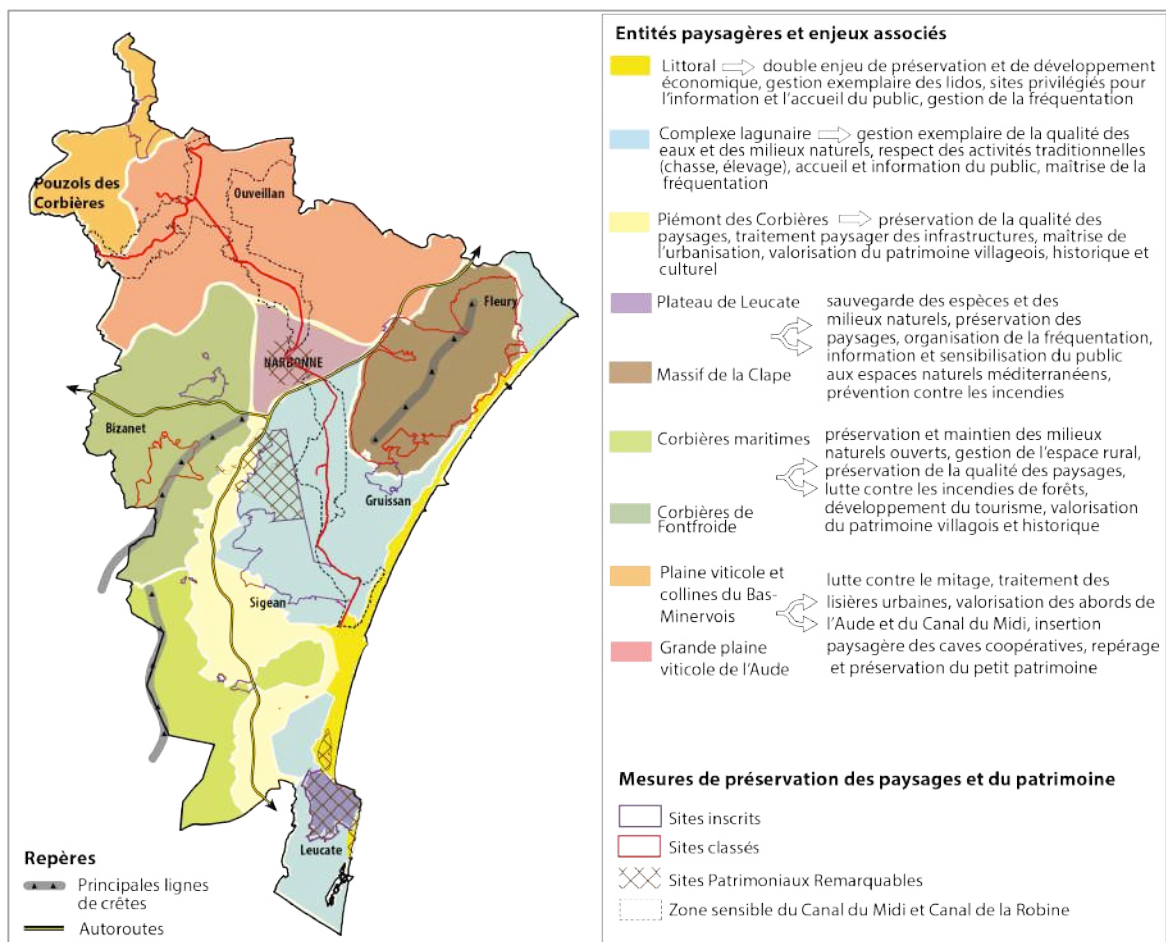 Pouzols des
Corbières
Ouveillan
Fleury
NARBONNE
Bizanet
Gruissan
Sigean
Leucate
Repères
Principales lignes
de crêtes
Autoroutes
Entités paysagères et enjeux associés
Littoral double enjeu de préservation et de développement
économique, gestion exemplaire des lidos, sites privilégiés pour
l'information et l'accueil du public, gestion de la fréquentation
Complexe lagunaire gestion exemplaire de la qualité des
eaux et des milieux naturels, respect des activités traditionnelles
(chasse, élevage), accueil et information du public, maîtrise de la
fréquentation
Piémont des Corbières préservation de la qualité des
paysages, traitement paysager des infrastructures, maîtrise de
l'urbanisation, valorisation du patrimoine villageois, historique et
culturel
Plateau de Leucate
Massif de la Clape
sauvegarde des espèces et des
milieux naturels, préservation des
paysages, organisation de la fréquentation,
information et sensibilisation du public
aux espaces naturels méditerranéens,
prévention contre les incendies
Corbières maritimes
Corbières de
Fontfroide
préservation et maintien des milieux
naturels ouverts, gestion de l'espace rural,
préservation de la qualité des paysages,
lutte contre les incendies de forêts,
développement du tourisme, valorisation
du patrimoine villagois et historique
Plaine viticole et
collines du Bas-
Minervois
Grande plaine
viticole de l'Aude
lutte contre le mitage, traitement des
lisières urbaines, valorisation des abords de
l'Aude et du Canal du Midi, insertion
paysagère des caves coopératives, repérage
et préservation du petit patrimoine
Mesures de préservation des paysages et du patrimoine
Sites inscrits
Sites classés
Sites Patrimoniaux Remarquables
Zone sensible du Canal du Midi et Canal de la Robine